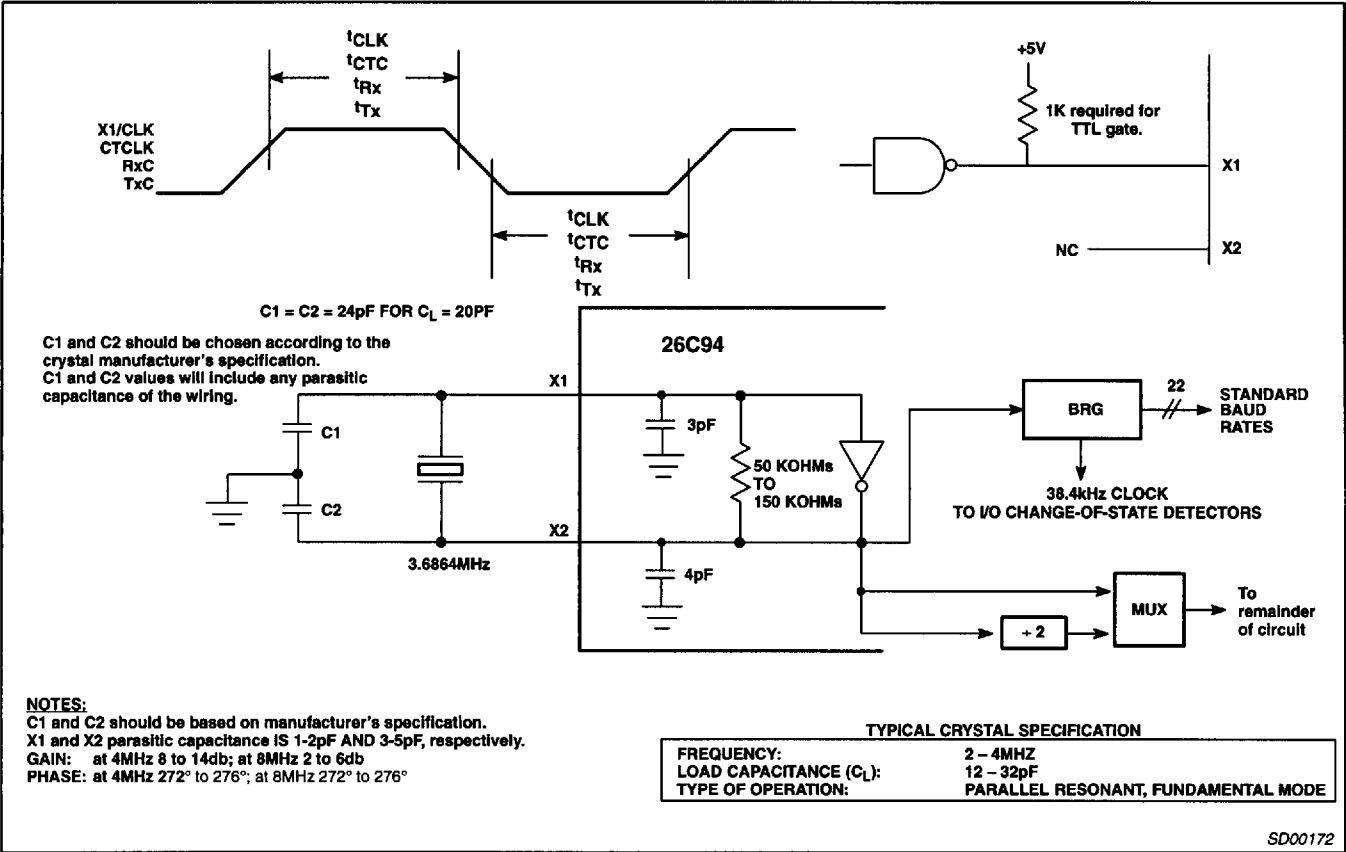 tCLK
tCTC
tRx
tTx
X1/CLK
CTCLK
RxC
TxC
tCLK
tCTC
tRx
tTx
+5V
1K required for
TTL gate.
X1
NC
X2
C1 = C2 = 24pF FOR CL = 20PF
C1 and C2 should be chosen according to the
crystal manufacturer's specification.
C1 and C2 values will include any parasitic
capacitance of the wiring.
26C94
X1
C1
C2
3.6864MHz
X2
3pF
50 KOHMs
TO
150 KOHMs
4pF
BRG
22
STANDARD
BAUD
RATES
38.4kHz CLOCK
TO I/O CHANGE-OF-STATE DETECTORS
÷ 2
MUX
To
remainder
of circuit
NOTES:
C1 and C2 should be based on manufacturer's specification.
X1 and X2 parasitic capacitance IS 1-2pF AND 3-5pF, respectively.
GAIN: at 4MHz 8 to 14db; at 8MHz 2 to 6db
PHASE: at 4MHz 272° to 276°; at 8MHz 272° to 276°
TYPICAL CRYSTAL SPECIFICATION
FREQUENCY: 2 – 4MHZ
LOAD CAPACITANCE (CL): 12 – 32pF
TYPE OF OPERATION: PARALLEL RESONANT, FUNDAMENTAL MODE
SD00172